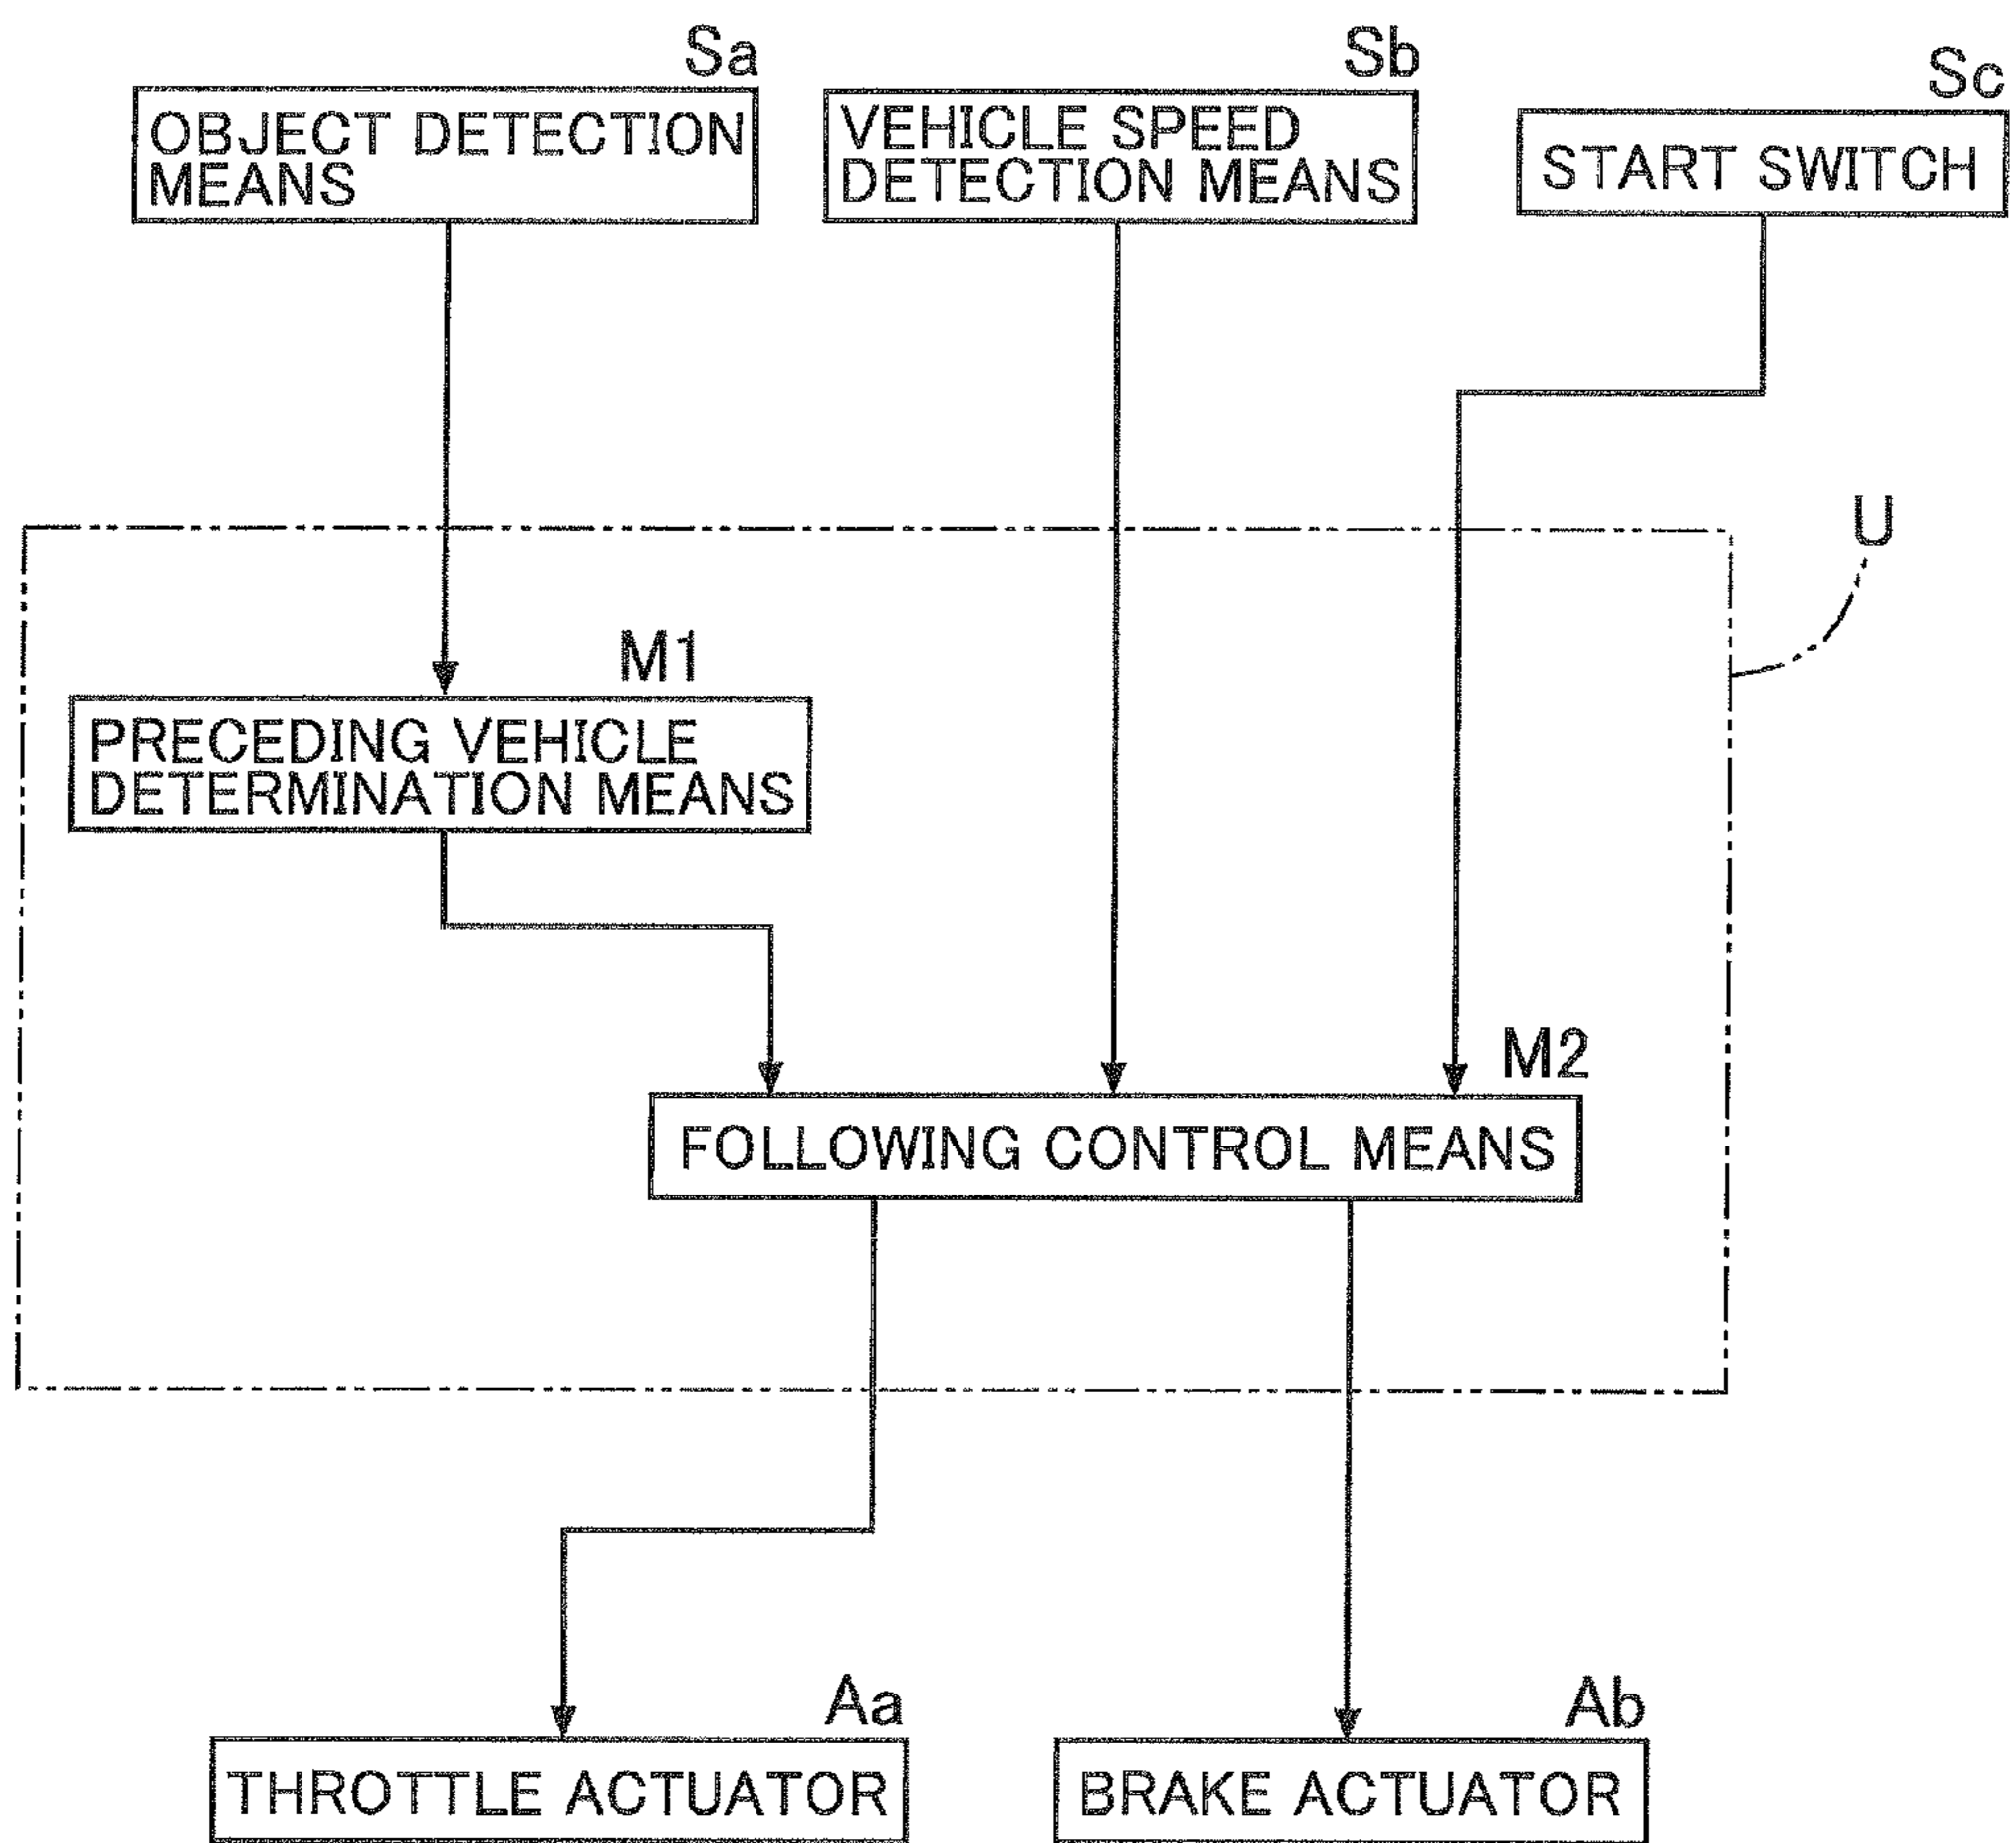 Sa
OBJECT DETECTION
MEANS
Sb
VEHICLE SPEED
DETECTION MEANS
Sc
START SWITCH
U
M1
PRECEDING VEHICLE
DETERMINATION MEANS
M2
FOLLOWING CONTROL MEANS
Aa
THROTTLE ACTUATOR
Ab
BRAKE ACTUATOR